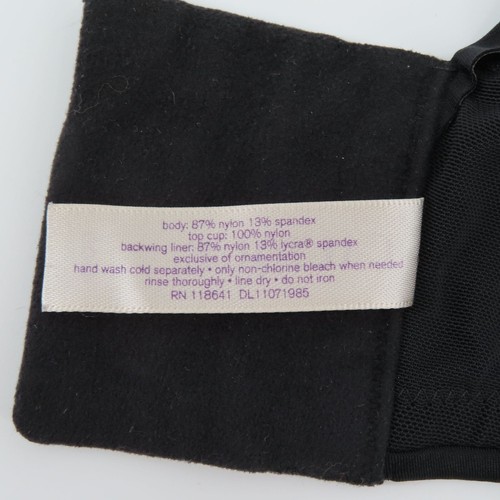 body: 87% nylon 13% spandex
top cup: 100% nylon
backwing liner: 87% nylon 13% lycra® spandex
exclusive of ornamentation
hand wash cold separately • only non-chlorine bleach when needed
rinse thoroughly • line dry • do not iron
RN 118641 DL11071985